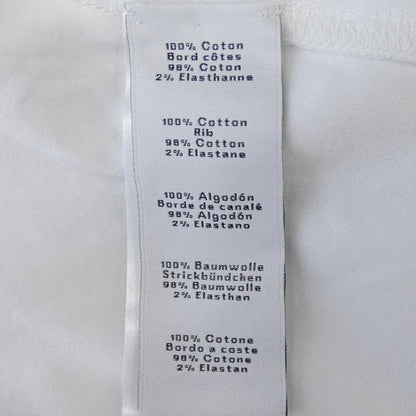 100% Coton
Bord côtes
98% Coton
2% Elasthanne
100% Cotton
Rib
98% Cotton
2% Elastane
100% Algodón
Borde de canalé
98% Algodón
2% Elastano
100% Baumwolle
Strickbündchen
98% Baumwolle
2% Elasthan
100% Cotone
Bordo a coste
98% Cotone
2% Elastan